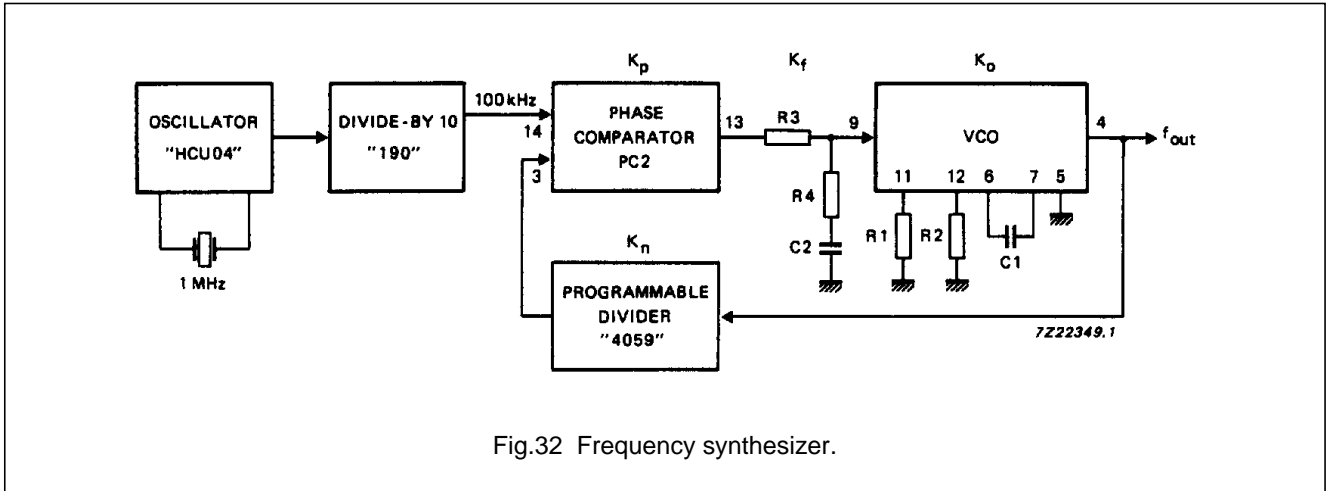 Kp
Kf
Ko
OSCILLATOR
"HCU04"
1 MHz
DIVIDE-BY 10
"190"
100 kHz
14
3
PHASE
COMPARATOR
PC2
13
R3
9
R4
C2
VCO
11
12
6
7
5
4
fout
R1
R2
C1
Kn
PROGRAMMABLE
DIVIDER
"4059"
7Z22349.1
Fig.32 Frequency synthesizer.